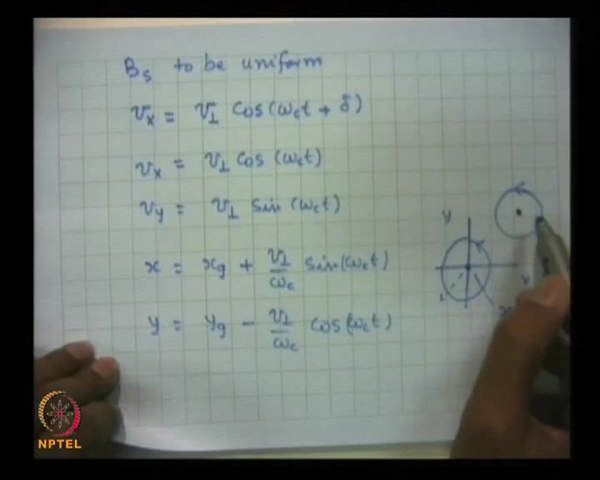 Bs to be uniform
vx = v⊥ cos(ωct + δ)
vx = v⊥ cos(ωct)
vy = v⊥ sin(ωct)
x = xg + v⊥/ωc sin(ωct)
y = yg − v⊥/ωc cos(ωct)
y
x
NPTEL